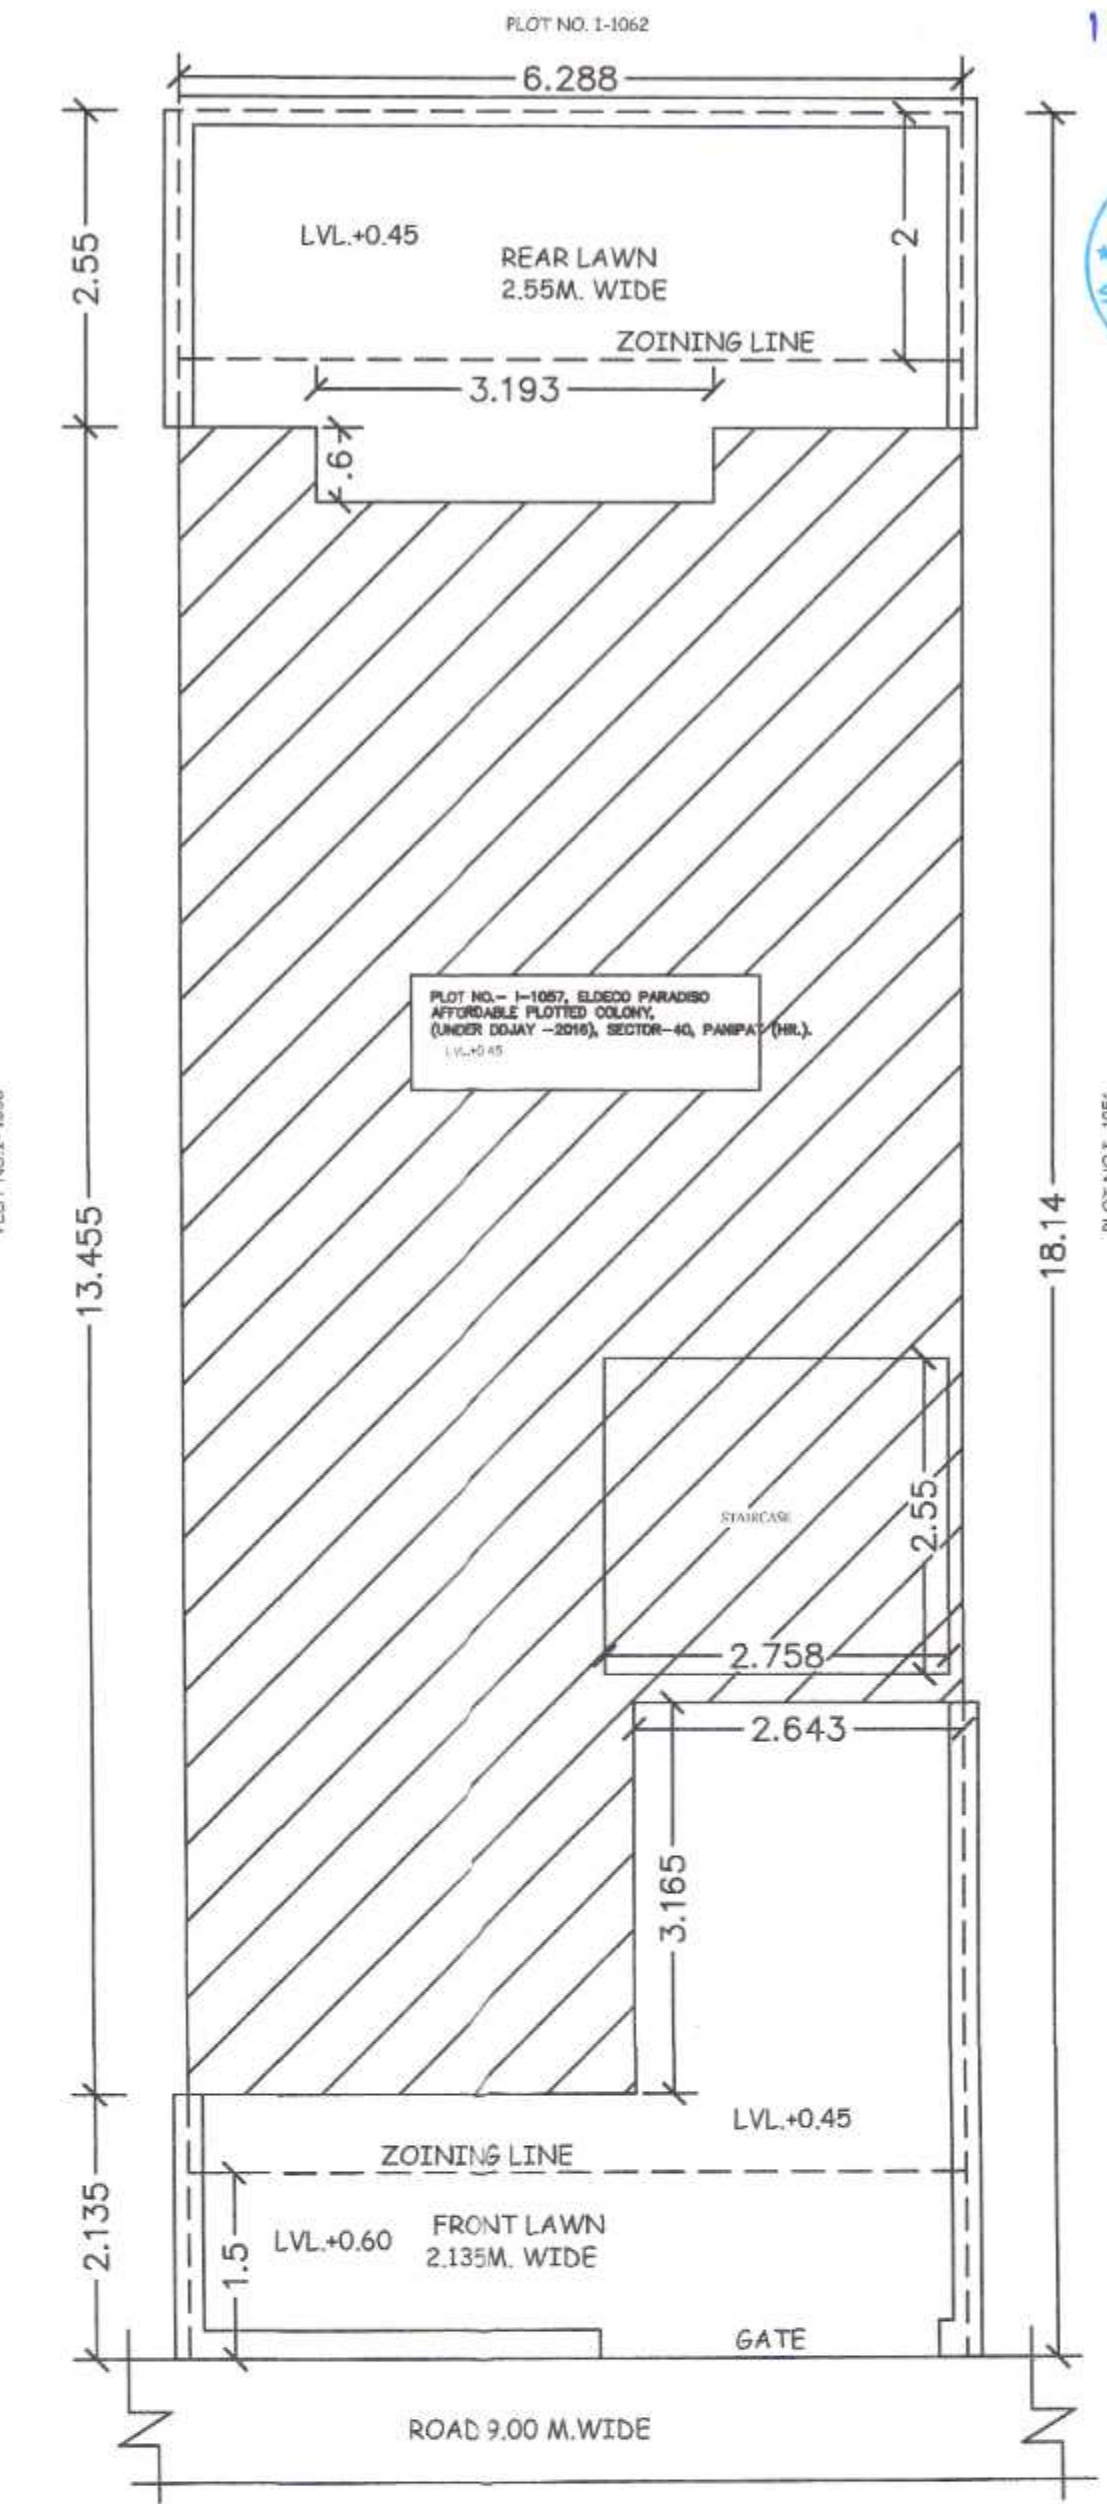 PLOT NO. I-1062
6.288
2.55
LVL.+0.45
REAR LAWN
2.55M. WIDE
2
ZOINING LINE
3.193
.6
PLOT NO.- I-1057, ELDECO PARADISO
AFFORDABLE PLOTTED COLONY,
(UNDER DDJAY -2016), SECTOR-40, PANIPAT (HR.).
LVL.+0.45
13.455
18.14
STAIRCASE
2.55
2.758
2.643
3.165
LVL.+0.45
ZOINING LINE
2.135
1.5
LVL.+0.60
FRONT LAWN
2.135M. WIDE
GATE
ROAD 9.00 M.WIDE